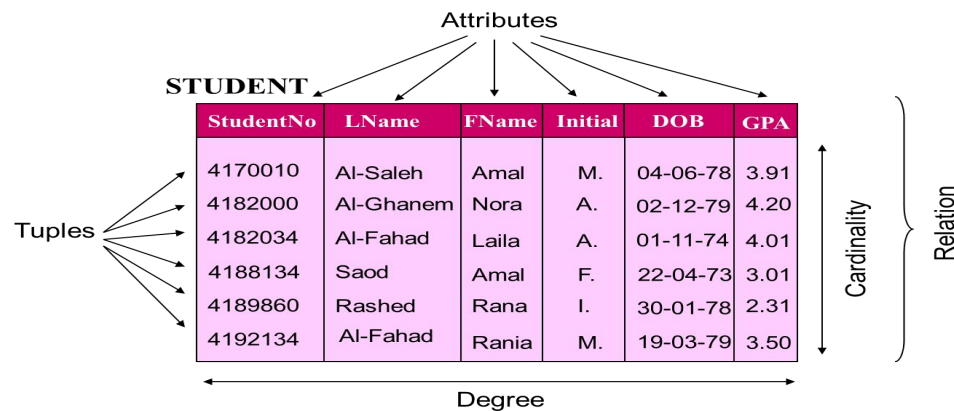 Attributes
STUDENT
StudentNo LName FName Initial DOB GPA
4170010 Al-Saleh Amal M. 04-06-78 3.91
4182000 Al-Ghanem Nora A. 02-12-79 4.20
4182034 Al-Fahad Laila A. 01-11-74 4.01
4188134 Saod Amal F. 22-04-73 3.01
4189860 Rashed Rana I. 30-01-78 2.31
4192134 Al-Fahad Rania M. 19-03-79 3.50
Tuples
Cardinality
Relation
Degree